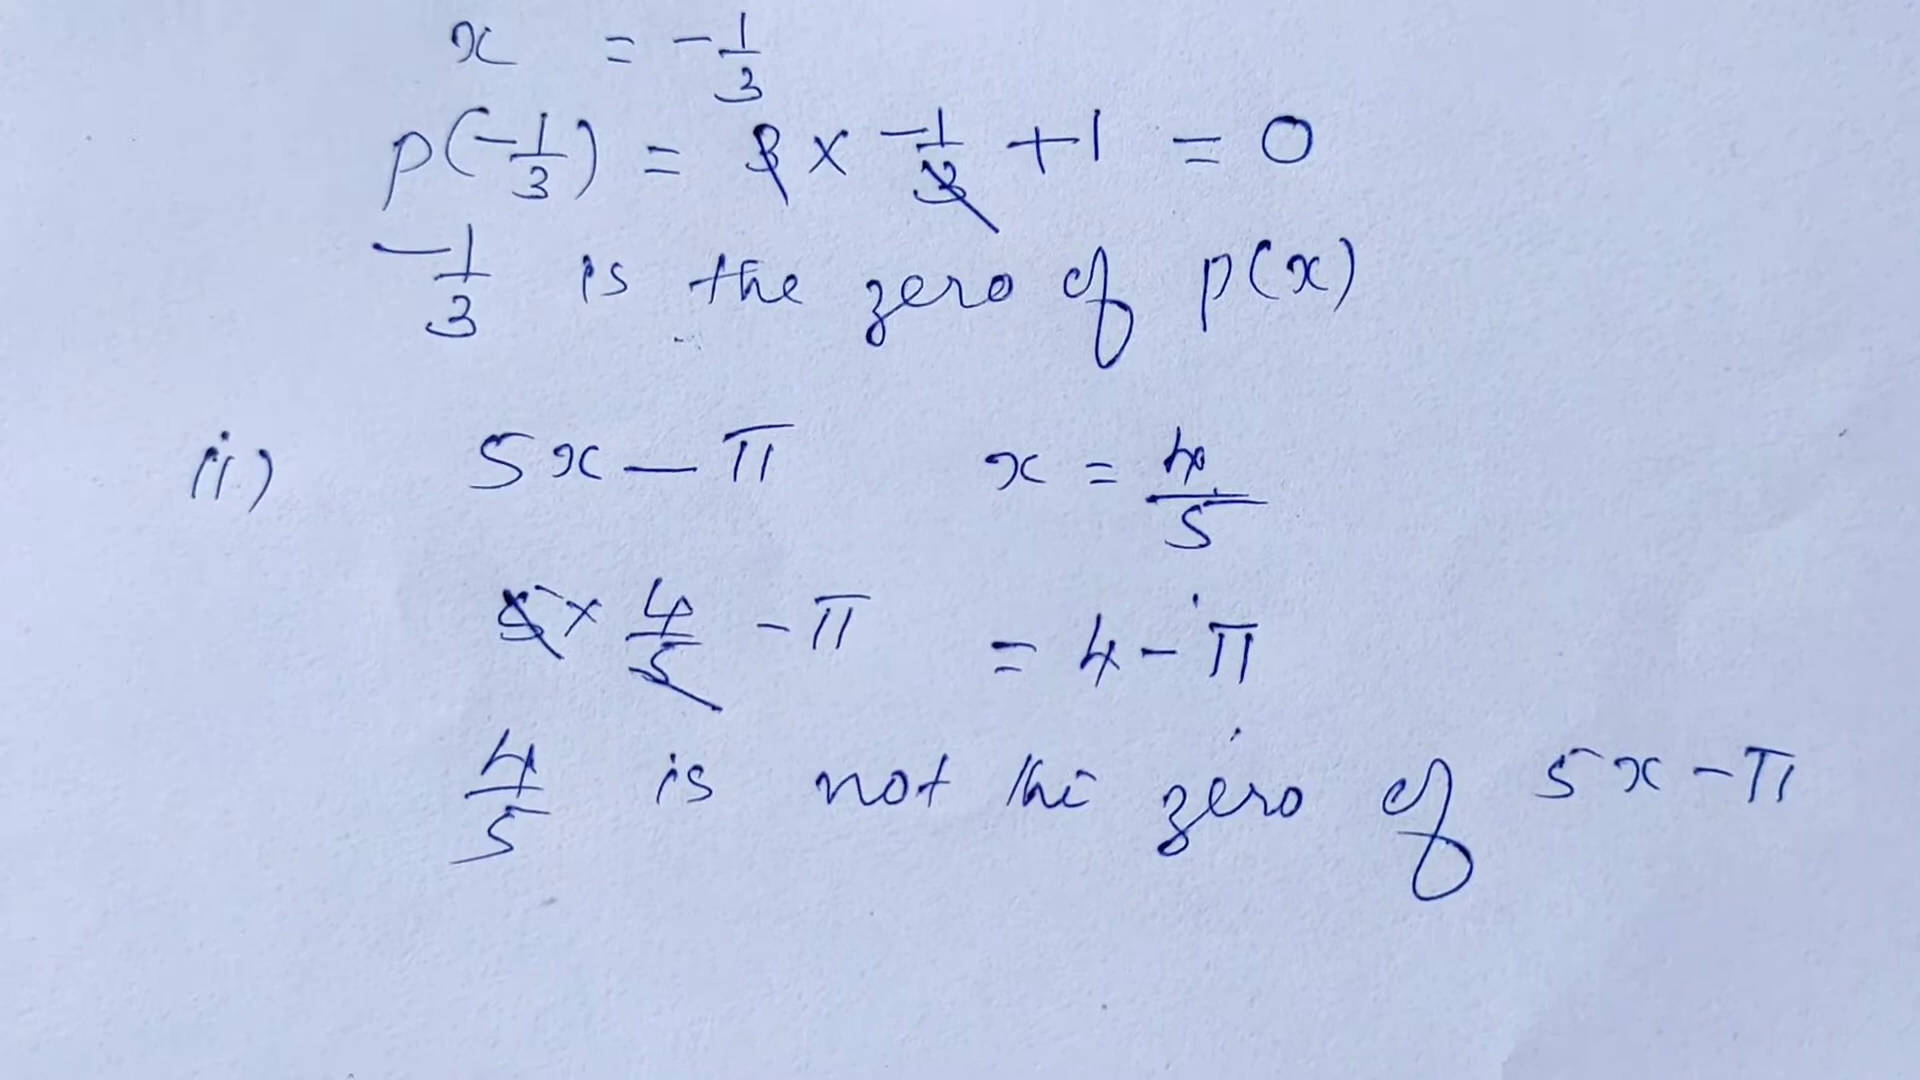 x = -1/3
p(-1/3) = 3 × -1/3 + 1 = 0
-1/3 is the zero of p(x)
ii) 5x - π x = 4/5
5 × 4/5 - π = 4 - π
4/5 is not the zero of 5x - π